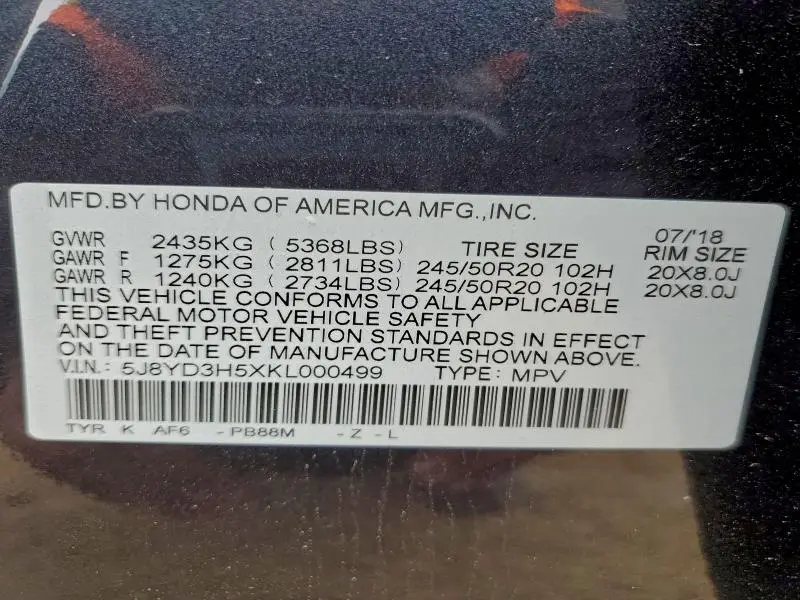 MFD.BY HONDA OF AMERICA MFG.,INC.
07/'18
GVWR 2435KG ( 5368LBS) TIRE SIZE RIM SIZE
GAWR F 1275KG ( 2811LBS) 245/50R20 102H 20X8.0J
GAWR R 1240KG ( 2734LBS) 245/50R20 102H 20X8.0J
THIS VEHICLE CONFORMS TO ALL APPLICABLE
FEDERAL MOTOR VEHICLE SAFETY
AND THEFT PREVENTION STANDARDS IN EFFECT
ON THE DATE OF MANUFACTURE SHOWN ABOVE.
V.I.N.: 5J8YD3H5XKL000499 TYPE: MPV
TYR K AF6 -PB88M -Z -L